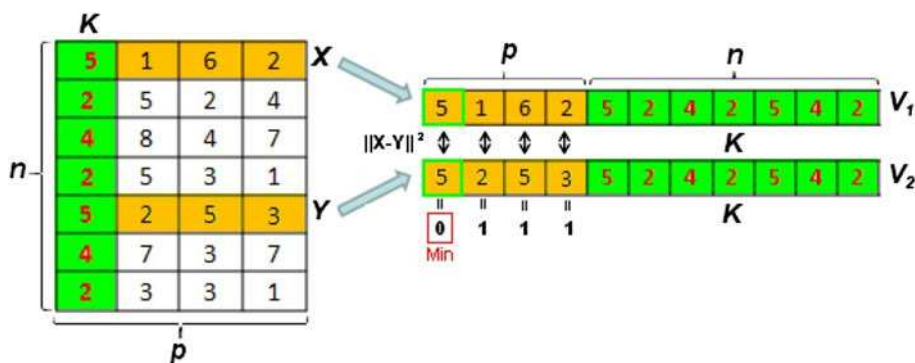 K
5 1 6 2 X
2 5 2 4
4 8 4 7
2 5 3 1
n
5 2 5 3 Y
4 7 3 7
2 3 3 1
p
p n
5 1 6 2 5 2 4 2 5 4 2 V1
||X-Y||² K
5 2 5 3 5 2 4 2 5 4 2 V2
= = = = K
0 1 1 1
Min